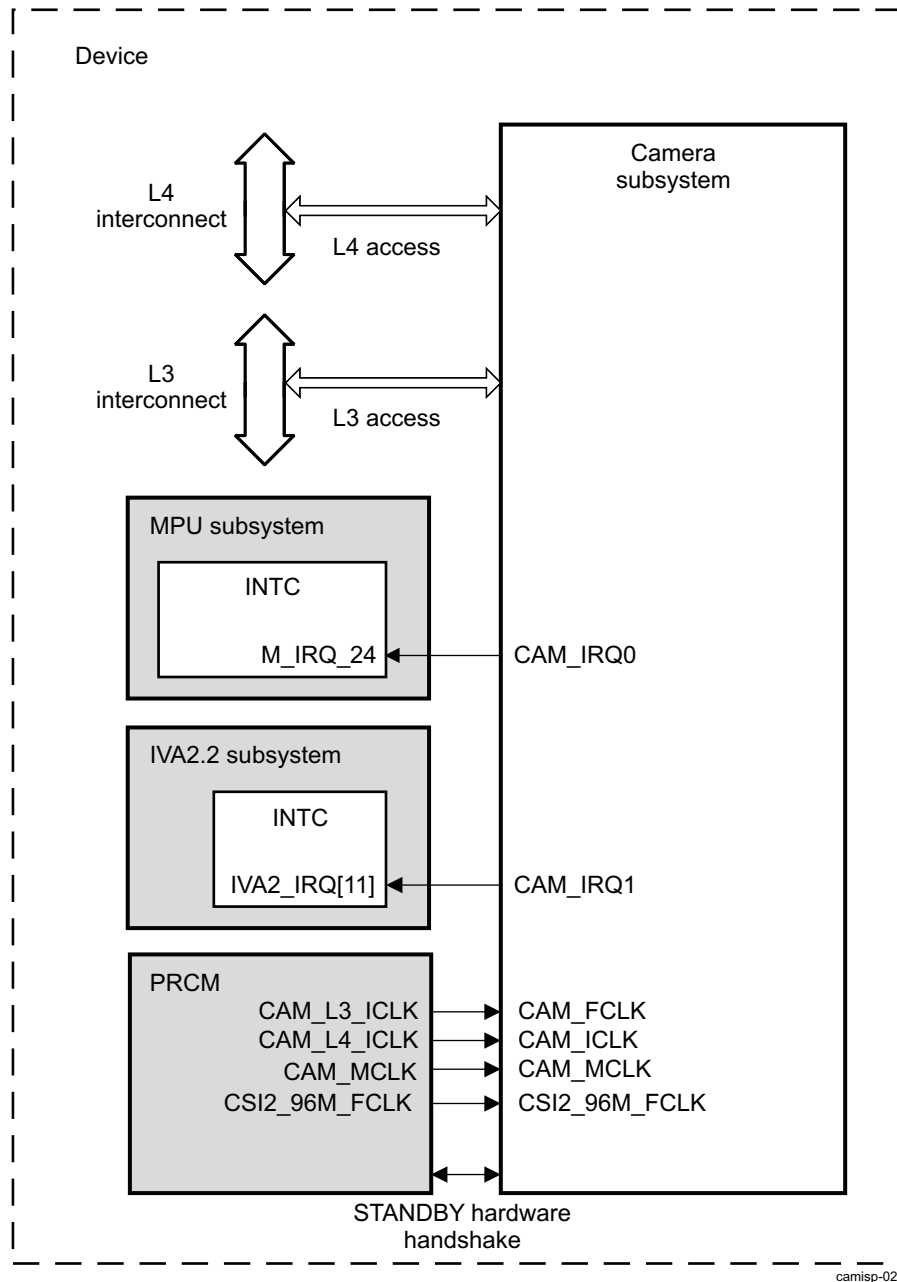 Device
Camera
subsystem
L4
interconnect
L4 access
L3
interconnect
L3 access
MPU subsystem
INTC
M_IRQ_24
CAM_IRQ0
IVA2.2 subsystem
INTC
IVA2_IRQ[11]
CAM_IRQ1
PRCM
CAM_L3_ICLK
CAM_FCLK
CAM_L4_ICLK
CAM_ICLK
CAM_MCLK
CAM_MCLK
CSI2_96M_FCLK
CSI2_96M_FCLK
STANDBY hardware
handshake
camisp-02